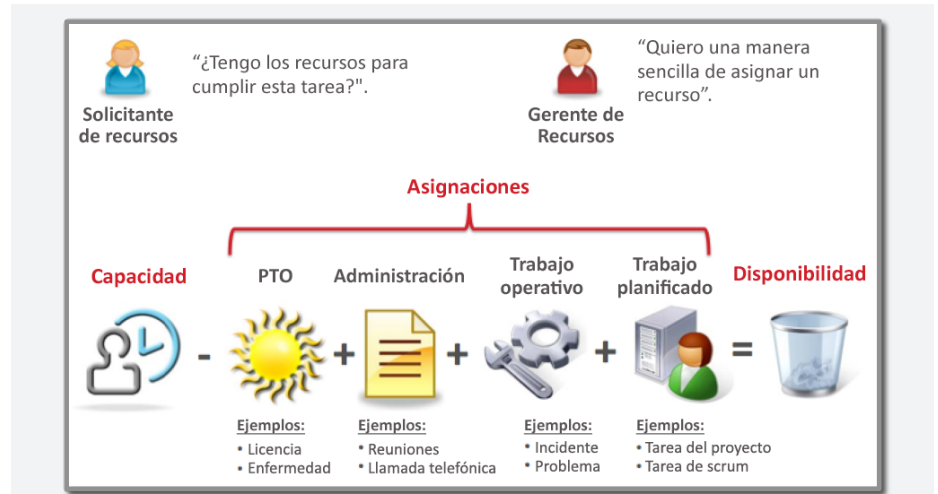 “¿Tengo los recursos para
cumplir esta tarea?".
Solicitante
de recursos
“Quiero una manera
sencilla de asignar un
recurso”.
Gerente de
Recursos
Asignaciones
Capacidad
PTO
Administración
Trabajo
operativo
Trabajo
planificado
Disponibilidad
- + + + =
Ejemplos:
• Licencia
• Enfermedad
Ejemplos:
• Reuniones
• Llamada telefónica
Ejemplos:
• Incidente
• Problema
Ejemplos:
• Tarea del proyecto
• Tarea de scrum